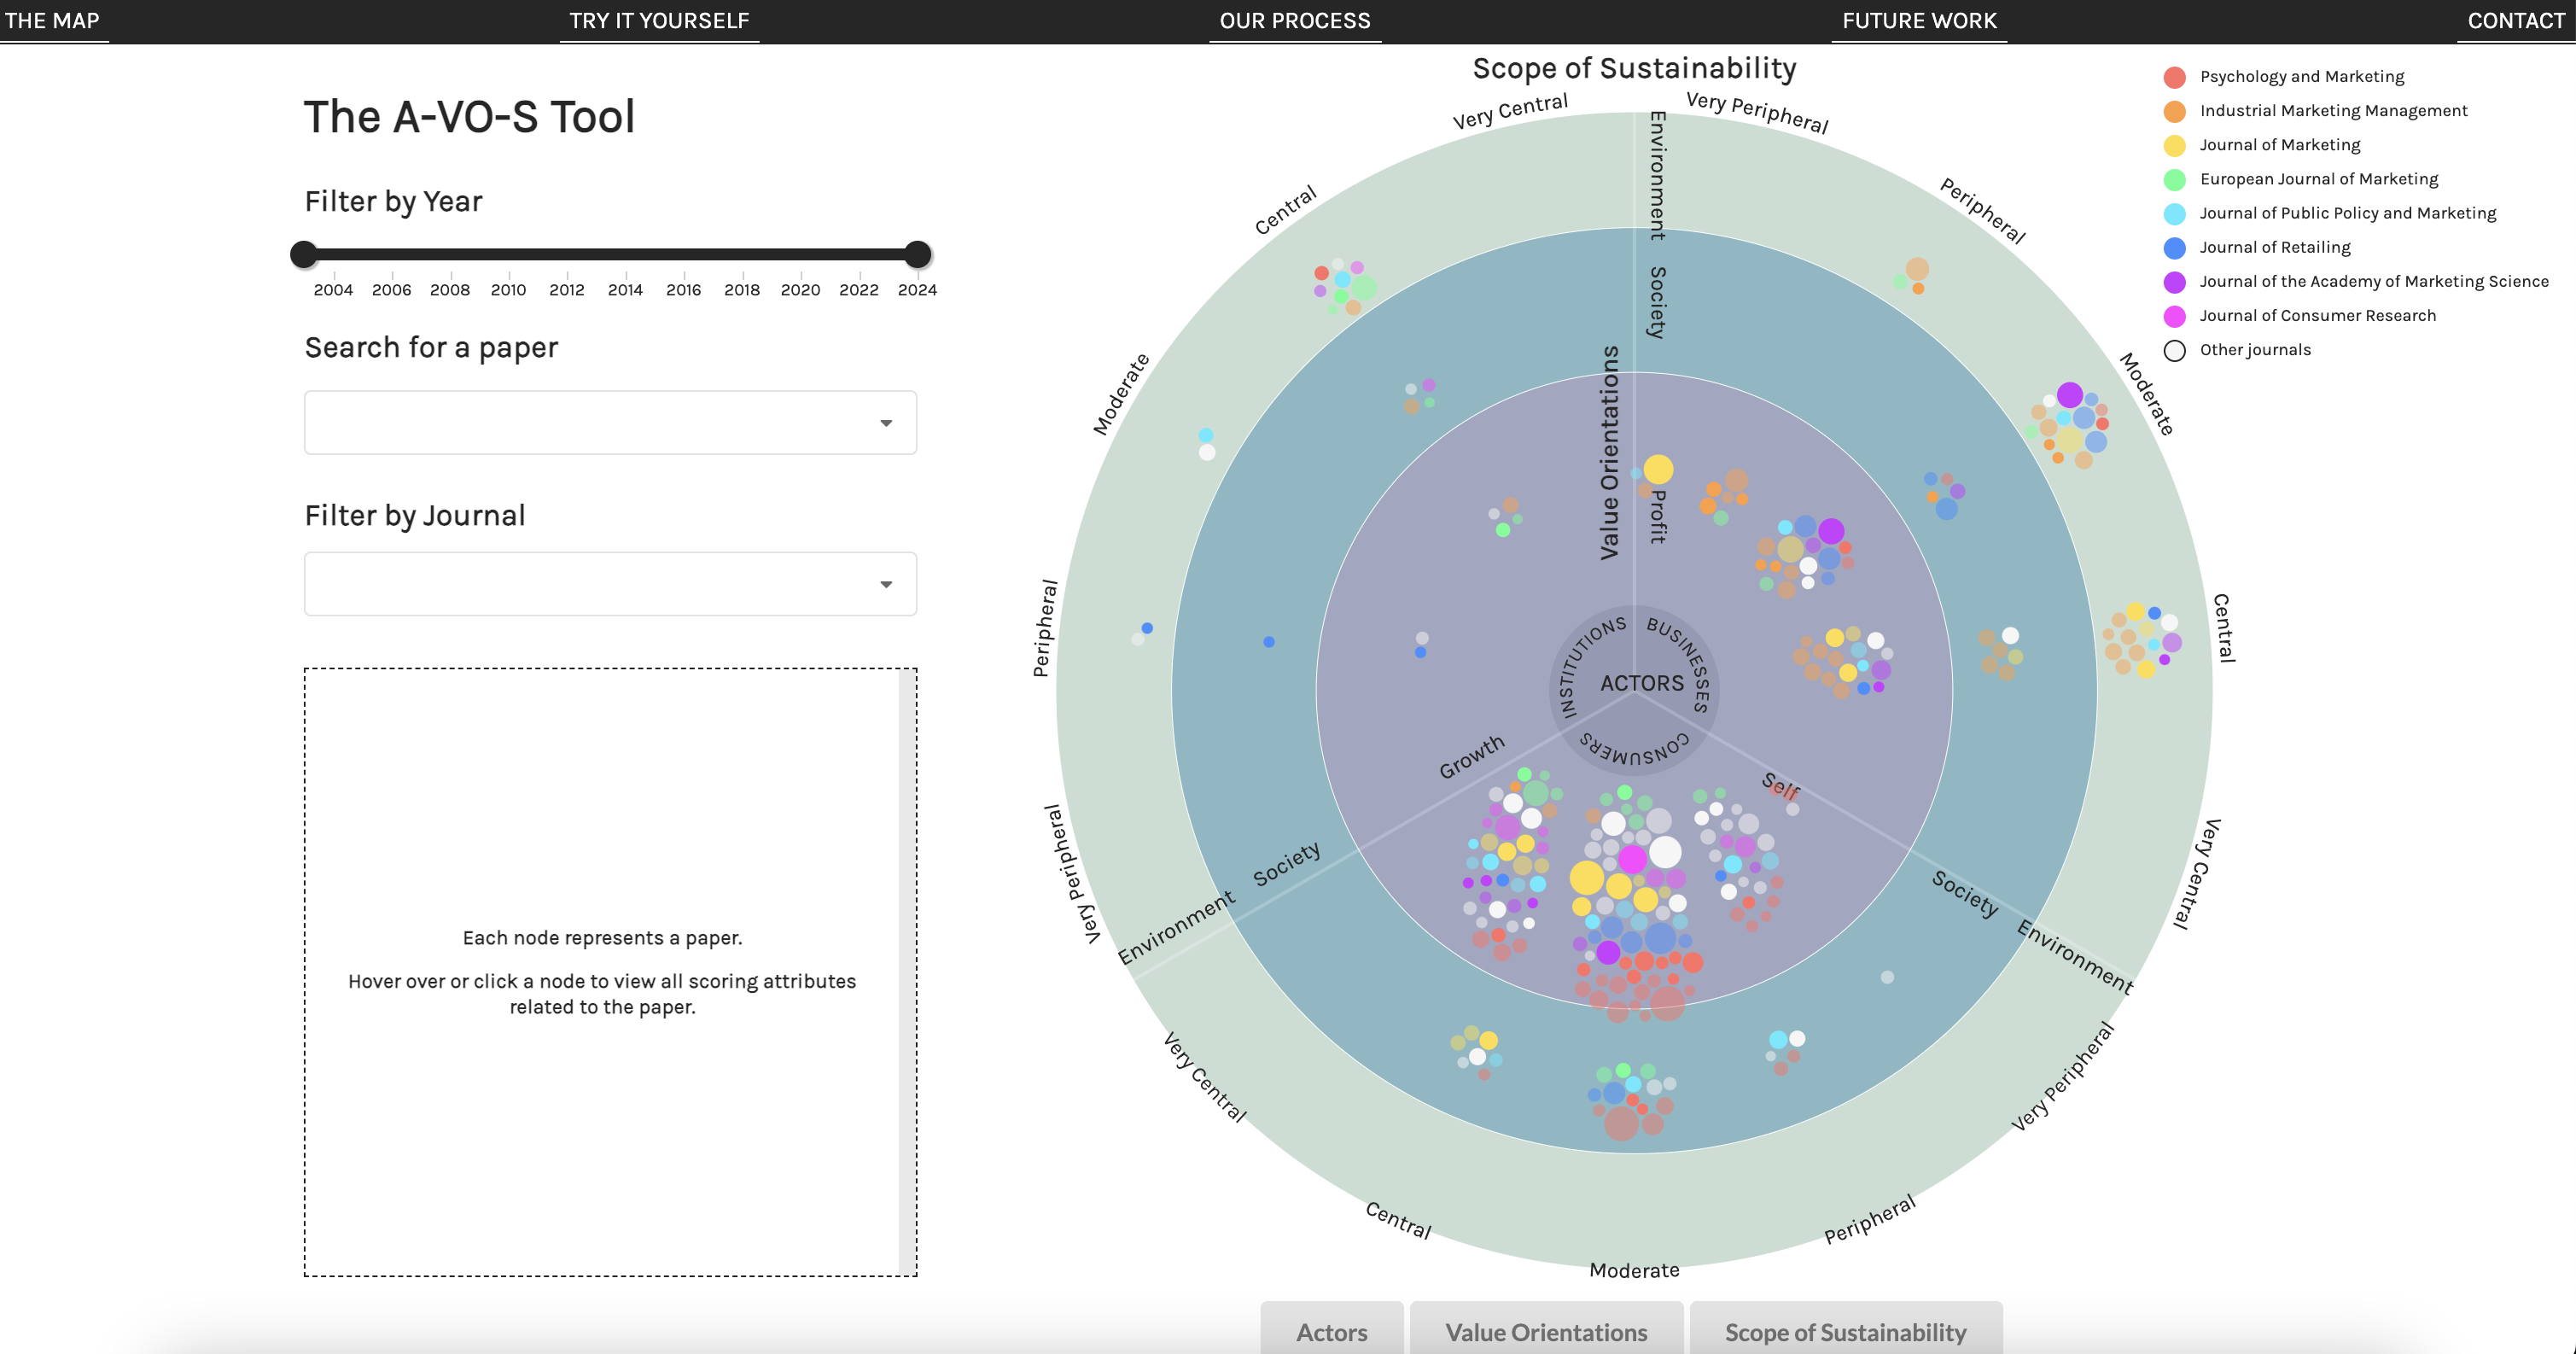 THE MAP
TRY IT YOURSELF
OUR PROCESS
FUTURE WORK
CONTACT
The A-VO-S Tool
Filter by Year
2004 2006 2008 2010 2012 2014 2016 2018 2020 2022 2024
Search for a paper
Filter by Journal
Each node represents a paper.
Hover over or click a node to view all scoring attributes
related to the paper.
Scope of Sustainability
Very Central
Central
Moderate
Peripheral
Very Peripheral
Very Peripheral
Peripheral
Moderate
Central
Very Central
Very Central
Central
Moderate
Peripheral
Very Peripheral
Environment
Society
Value Orientations
Profit
INSTITUTIONS
BUSINESSES
ACTORS
CONSUMERS
Growth
Society
Environment
Self
Society
Environment
Psychology and Marketing
Industrial Marketing Management
Journal of Marketing
European Journal of Marketing
Journal of Public Policy and Marketing
Journal of Retailing
Journal of the Academy of Marketing Science
Journal of Consumer Research
Other journals
Actors
Value Orientations
Scope of Sustainability